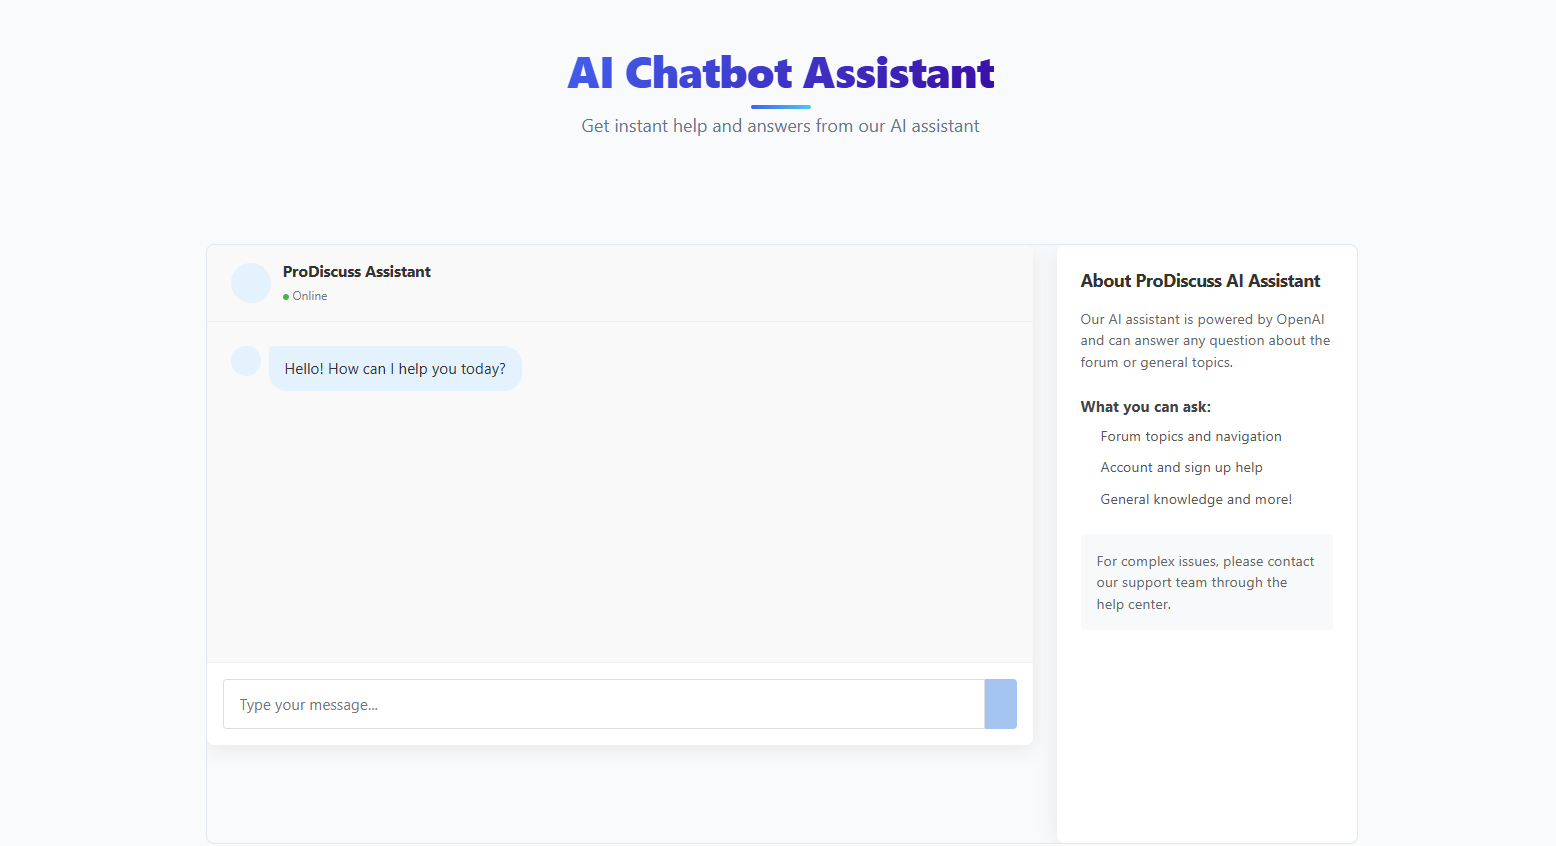 AI Chatbot Assistant
Get instant help and answers from our AI assistant
ProDiscuss Assistant
Online
Hello! How can I help you today?
Type your message...
About ProDiscuss AI Assistant
Our AI assistant is powered by OpenAI
and can answer any question about the
forum or general topics.
What you can ask:
Forum topics and navigation
Account and sign up help
General knowledge and more!
For complex issues, please contact
our support team through the
help center.